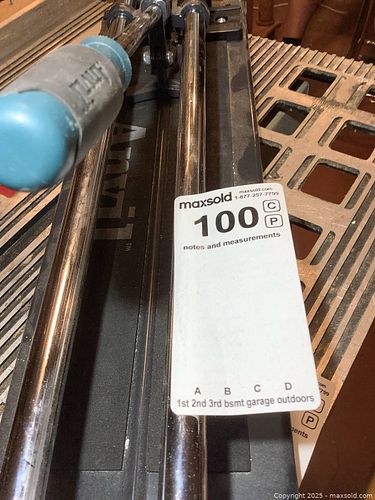 maxsold maxsold.com
1-877-257-7799
100 C
P
notes and measurements
A B C D
1st 2nd 3rd bsmt garage outdoors
P
ents
Copyright 2025 - maxsold.com